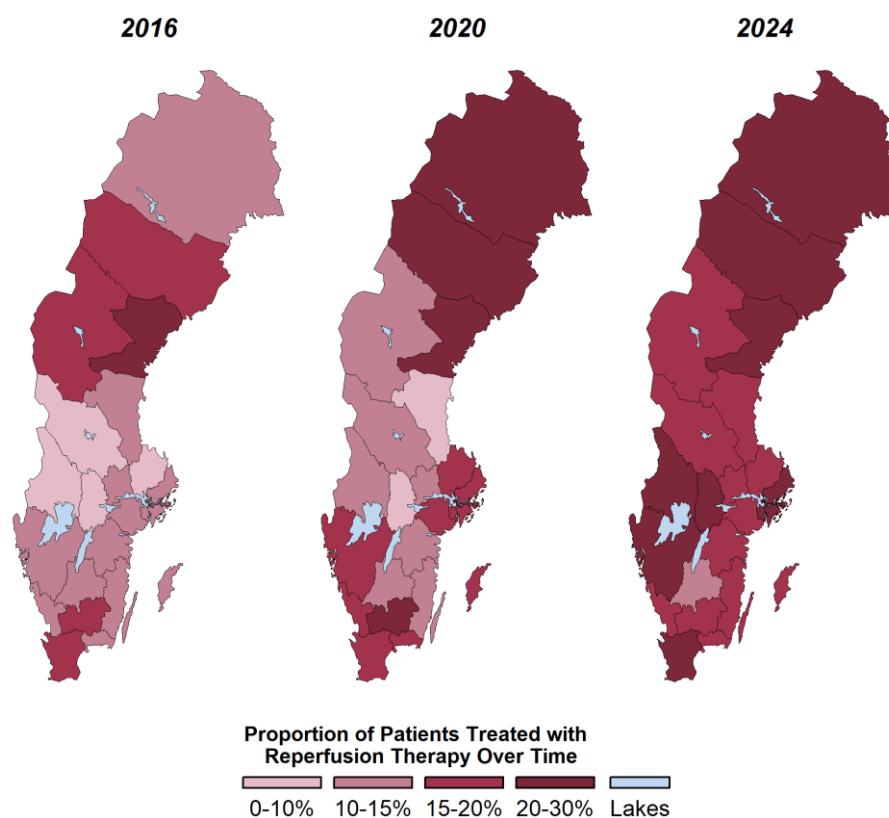 2016 2020 2024
Proportion of Patients Treated with
Reperfusion Therapy Over Time
0-10% 10-15% 15-20% 20-30% Lakes